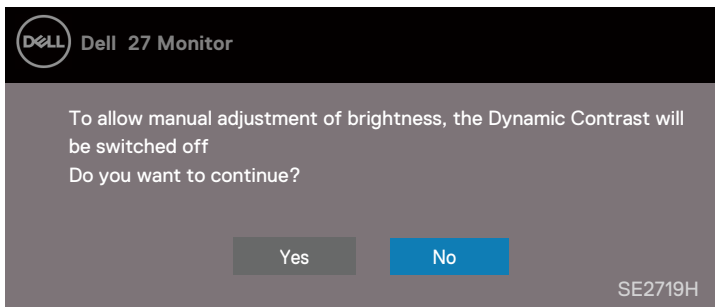 DELL Dell 27 Monitor
To allow manual adjustment of brightness, the Dynamic Contrast will
be switched off
Do you want to continue?
Yes No
SE2719H